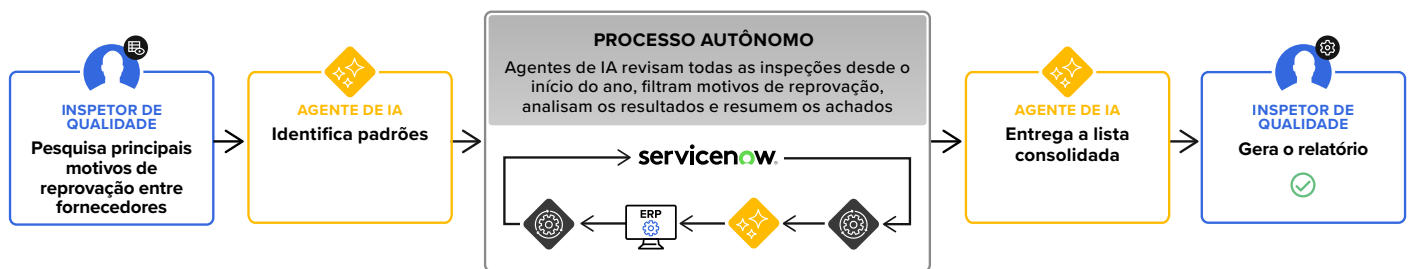 INSPETOR DE
QUALIDADE
Pesquisa principais
motivos de
reprovação entre
fornecedores
AGENTE DE IA
Identifica padrões
PROCESSO AUTÔNOMO
Agentes de IA revisam todas as inspeções desde o
início do ano, filtram motivos de reprovação,
analisam os resultados e resumem os achados
servicenow.
ERP
AGENTE DE IA
Entrega a lista
consolidada
INSPETOR DE
QUALIDADE
Gera o relatório